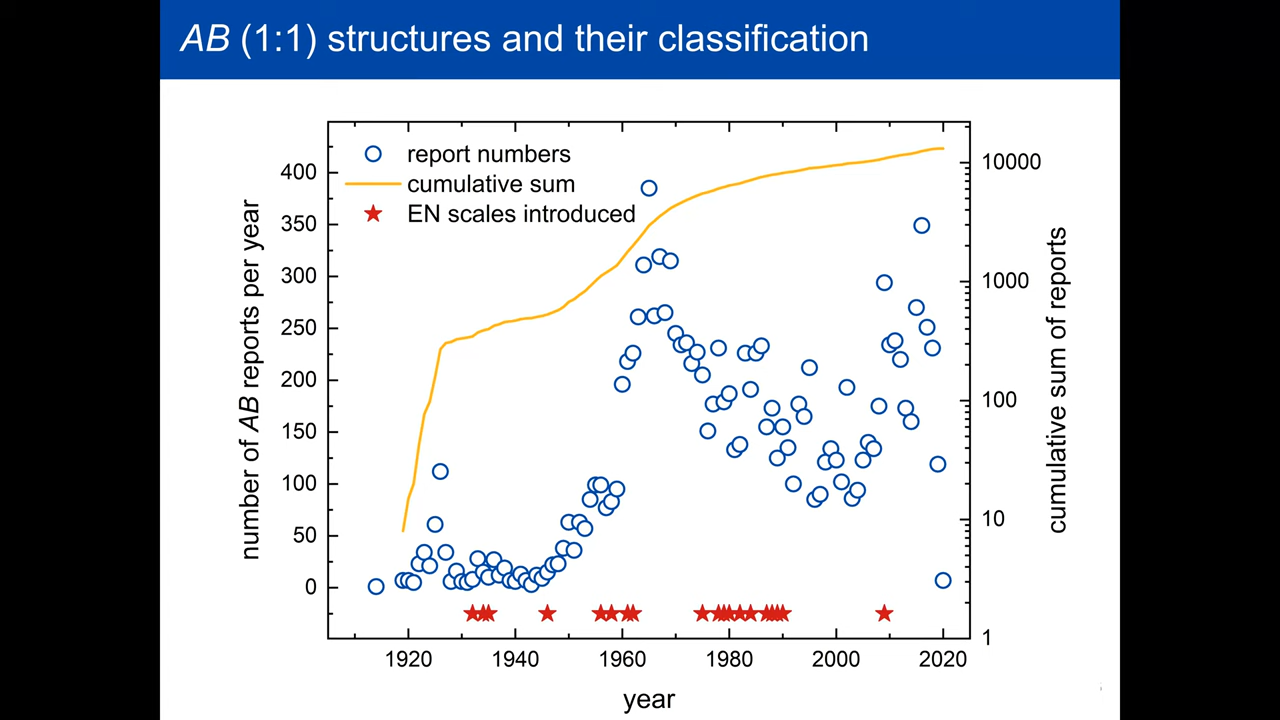 AB (1:1) structures and their classification
report numbers
cumulative sum
EN scales introduced
number of AB reports per year
400
350
300
250
200
150
100
50
0
10000
1000
100
10
1
cumulative sum of reports
1920 1940 1960 1980 2000 2020
year